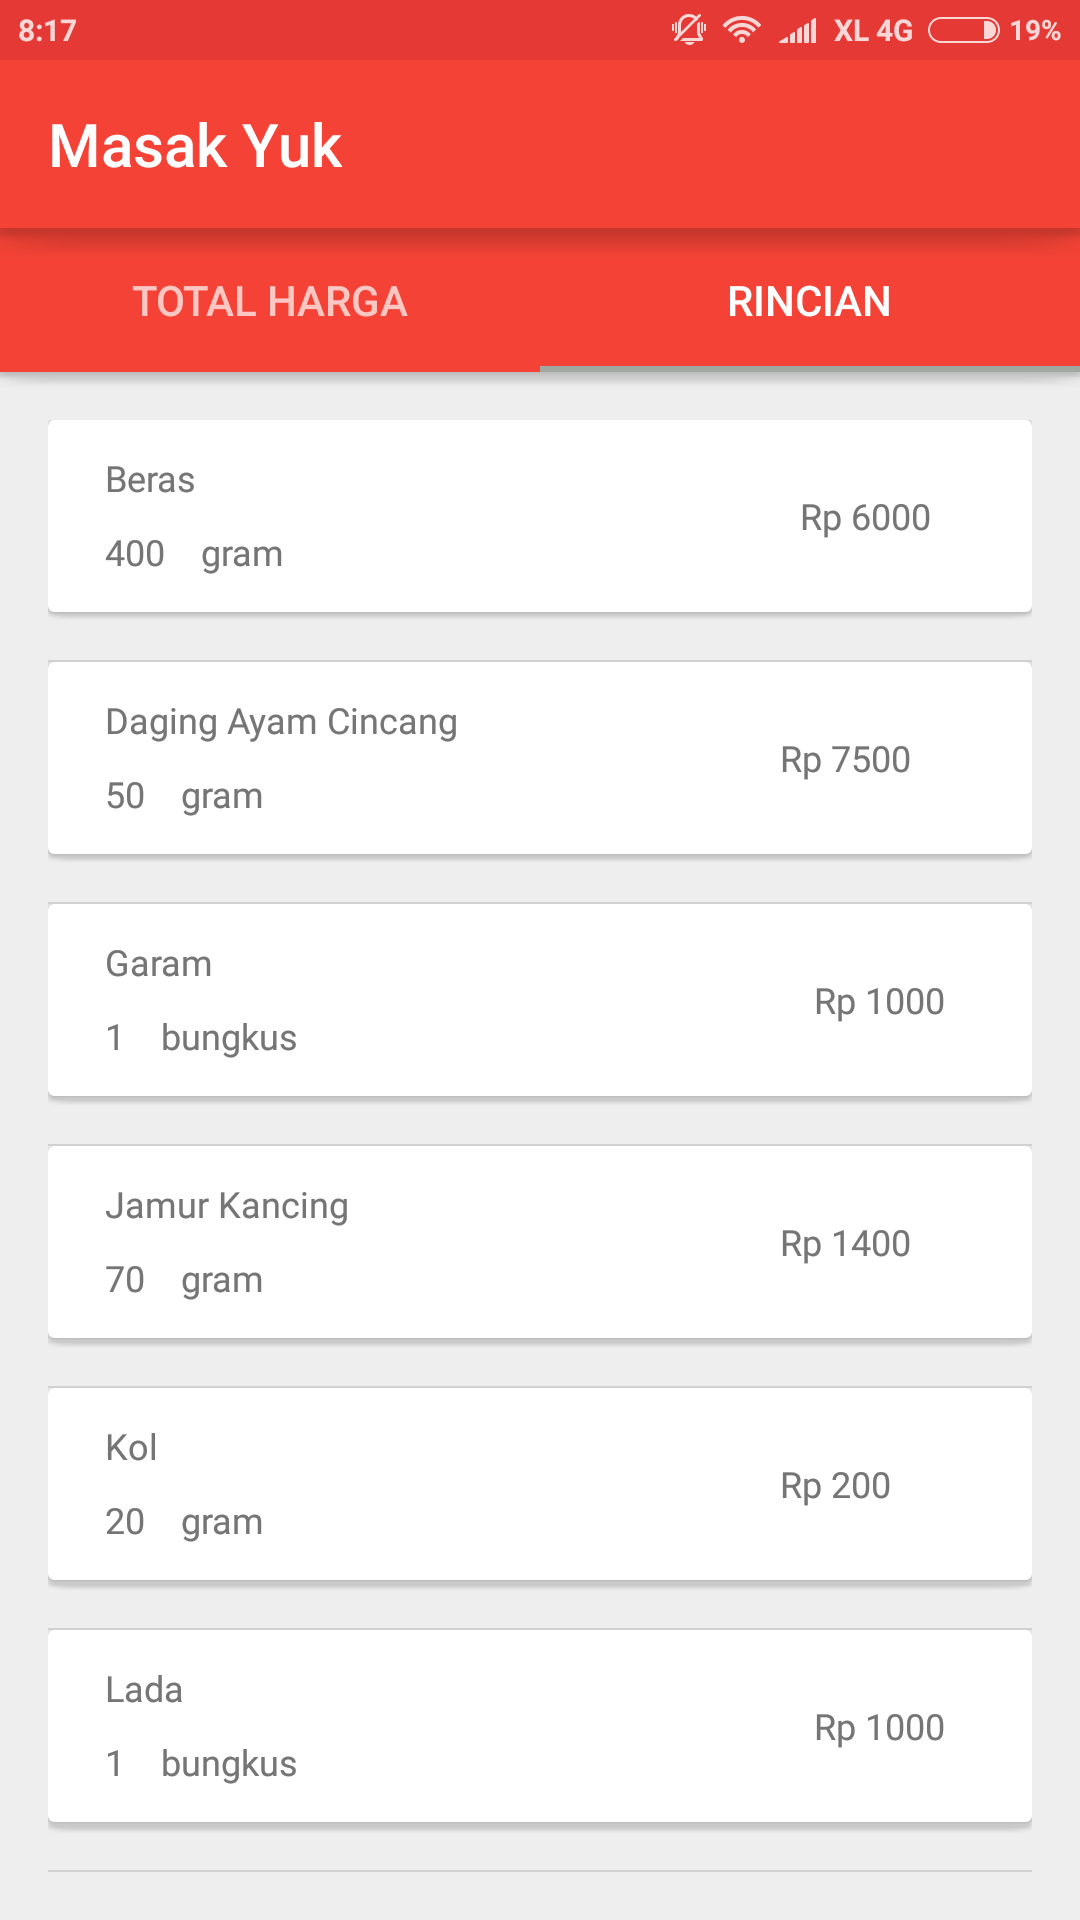 8:17 XL 4G 19%
Masak Yuk
TOTAL HARGA RINCIAN
Beras
Rp 6000
400 gram
Daging Ayam Cincang
Rp 7500
50 gram
Garam
Rp 1000
1 bungkus
Jamur Kancing
Rp 1400
70 gram
Kol
Rp 200
20 gram
Lada
Rp 1000
1 bungkus